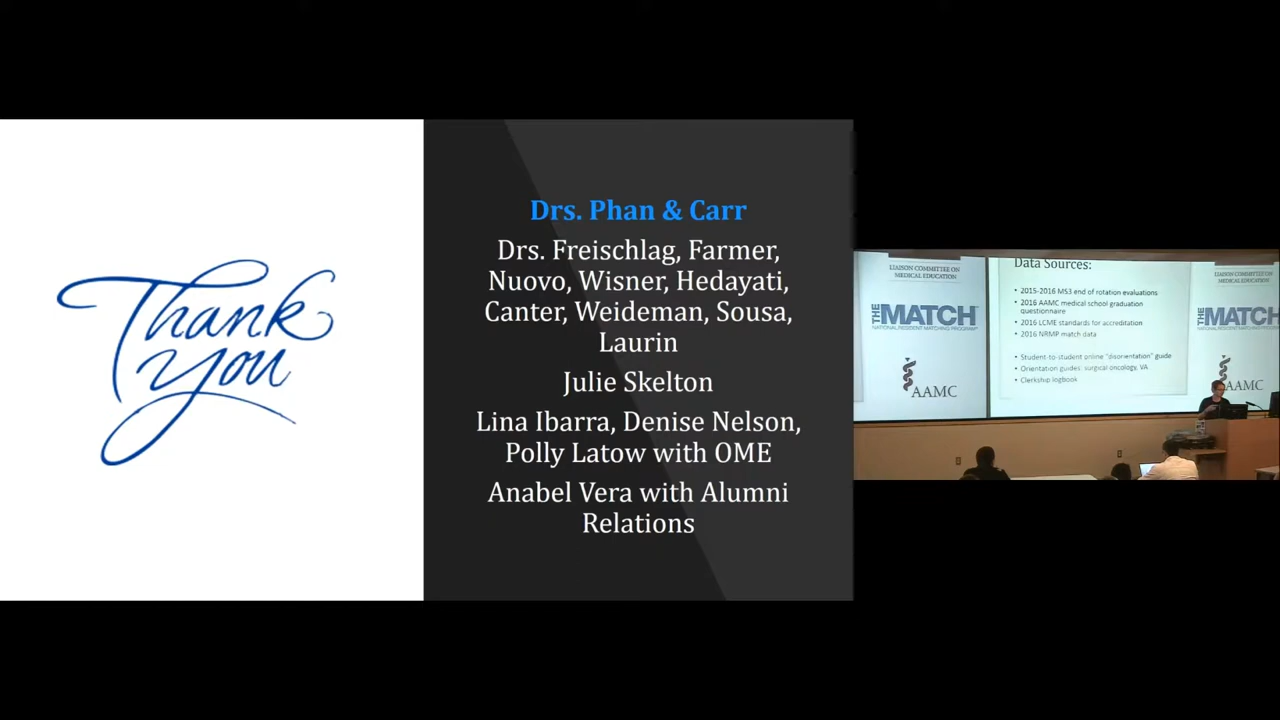 Thank
you
Drs. Phan & Carr
Drs. Freischlag, Farmer,
Nuovo, Wisner, Hedayati,
Canter, Weideman, Sousa,
Laurin
Julie Skelton
Lina Ibarra, Denise Nelson,
Polly Latow with OME
Anabel Vera with Alumni
Relations
LIAISON COMMITTEE ON
MEDICAL EDUCATION
THE MATCH
NATIONAL RESIDENT MATCHING PROGRAM
AAMC
Data Sources:
• 2015-2016 MS3 end of rotation evaluations
• 2016 AAMC medical school graduation
questionnaire
• 2016 LCME standards for accreditation
• 2016 NRMP match data
• Student-to-student online "disorientation" guide
• Orientation guides: surgical oncology, VA
• Clerkship logbook
LIAISON COMMITTEE ON
MEDICAL EDUCATION
THE MATCH
NATIONAL RESIDENT MATCHING PROGRAM
AAMC